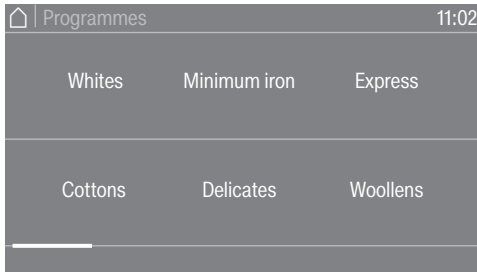 Programmes 11:02
Whites Minimum iron Express
Cottons Delicates Woollens